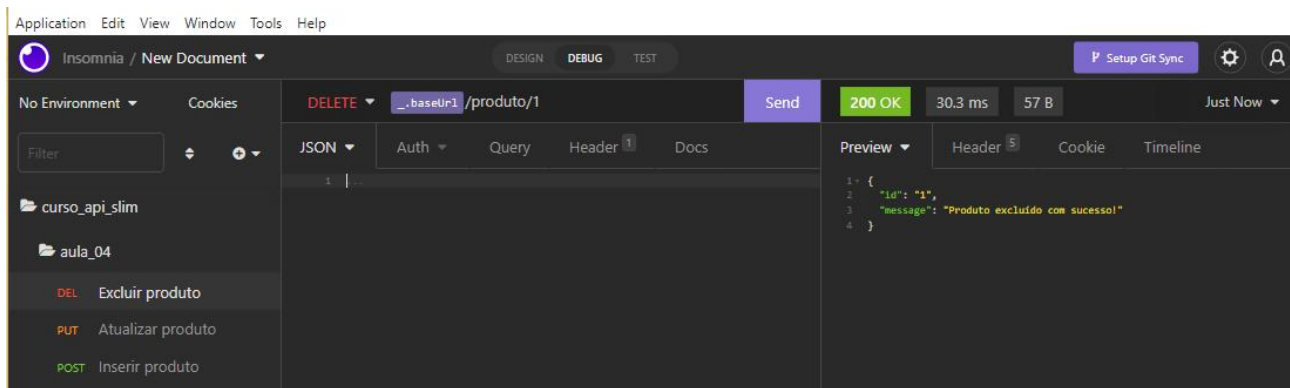 Application Edit View Window Tools Help
Insomnia / New Document DESIGN DEBUG TEST Setup Git Sync
No Environment Cookies DELETE _.baseUrl /produto/1 Send 200 OK 30.3 ms 57 B Just Now
Filter JSON Auth Query Header 1 Docs Preview Header 5 Cookie Timeline
1 ... 1 {
2 "id": "1",
curso_api_slim 3 "message": "Produto excluído com sucesso!"
4 }
aula_04
DEL Excluir produto
PUT Atualizar produto
POST Inserir produto